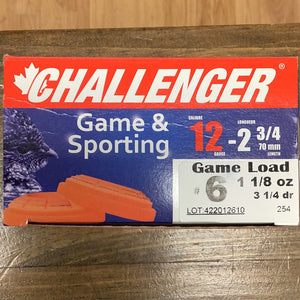 CHALLENGER
Game &
Sporting
CALIBRE
12
GAUGE
-2 3/4
LONGUEUR
70 mm
LENGTH
Game Load
#6
1 1/8 oz
3 1/4 dr
LOT 422012610
254